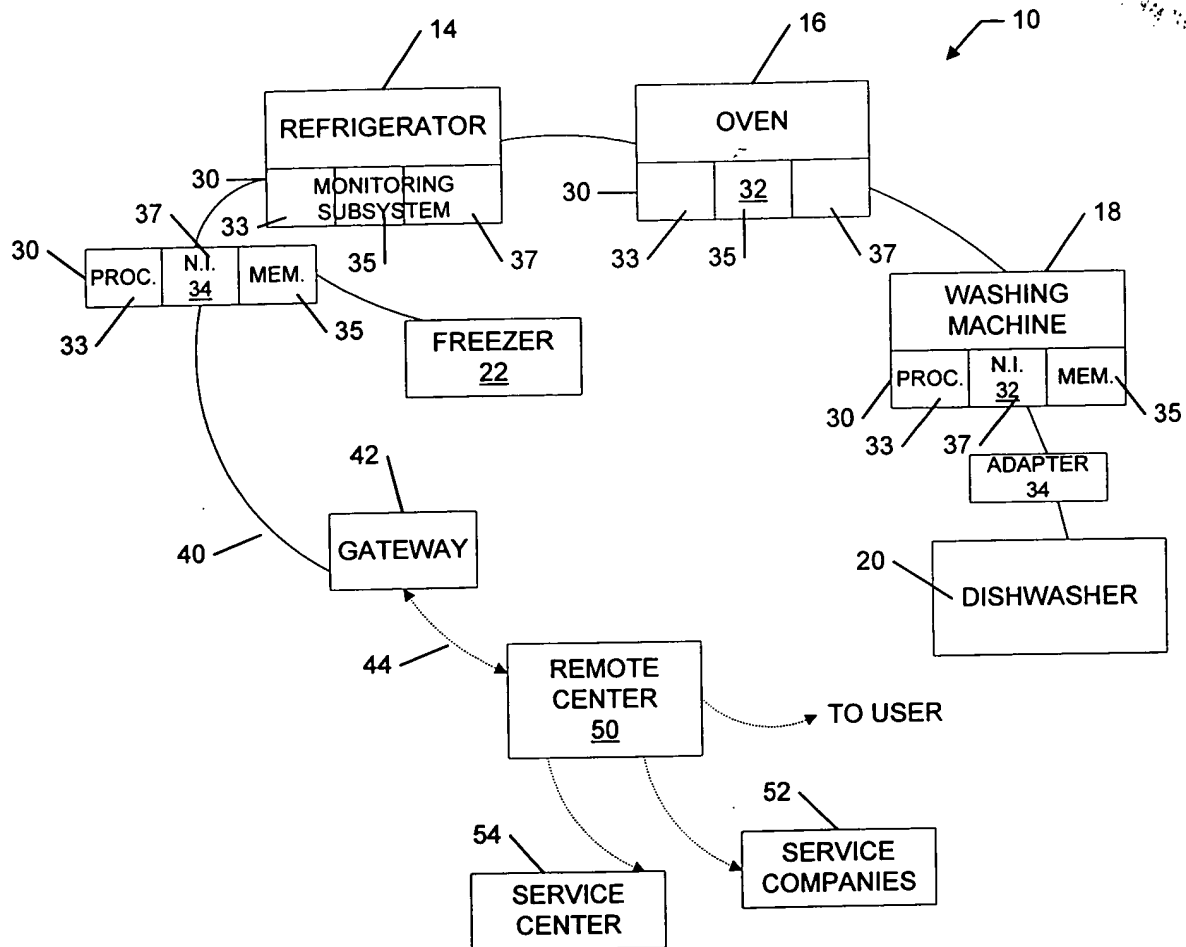 14
16
10
REFRIGERATOR
OVEN
30
MONITORING
SUBSYSTEM
30
32
33
37
18
30
37
35
37
33
35
37
PROC.
N.I.
34
MEM.
WASHING
MACHINE
33
35
FREEZER
22
PROC.
N.I.
32
MEM.
30
35
33
37
42
ADAPTER
34
GATEWAY
40
20
DISHWASHER
44
REMOTE
CENTER
50
TO USER
52
54
SERVICE
COMPANIES
SERVICE
CENTER